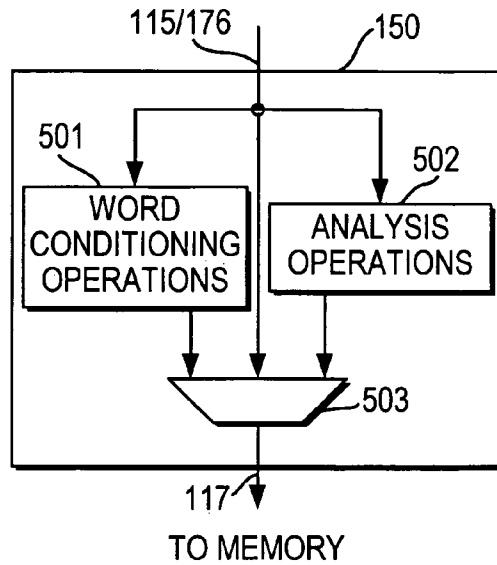 115/176
150
501
502
WORD
CONDITIONING
OPERATIONS
ANALYSIS
OPERATIONS
503
117
TO MEMORY